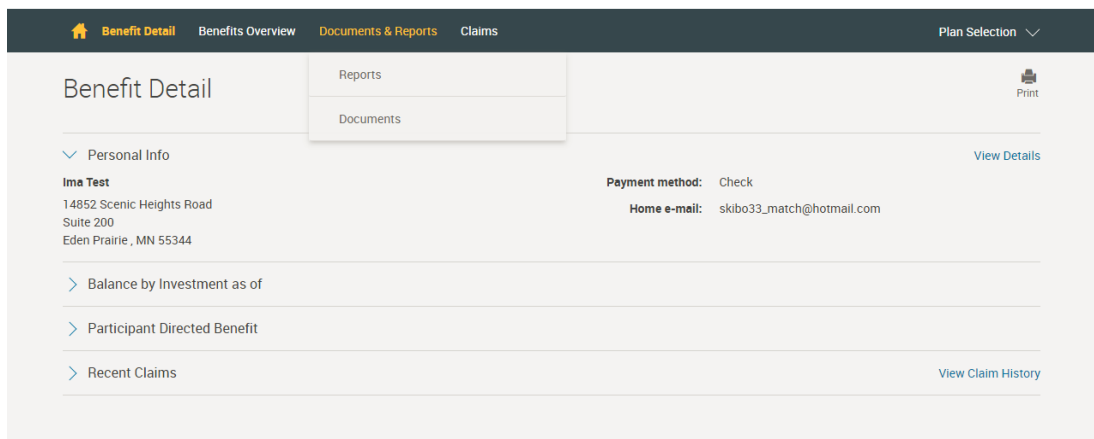 Benefit Detail Benefits Overview Documents & Reports Claims Plan Selection
Reports
Documents
Benefit Detail
Print
Personal Info View Details
Ima Test
14852 Scenic Heights Road
Suite 200
Eden Prairie , MN 55344
Payment method: Check
Home e-mail: skibo33_match@hotmail.com
Balance by Investment as of
Participant Directed Benefit
Recent Claims View Claim History